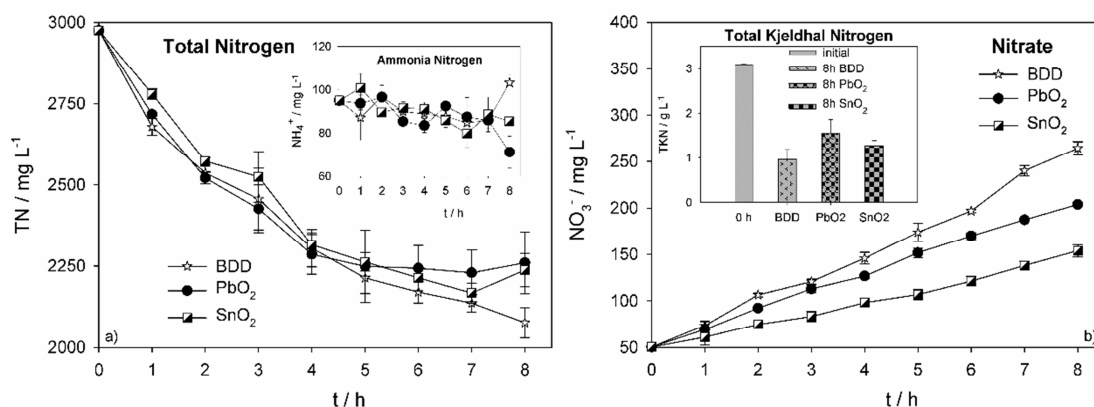 Total Nitrogen
TN / mg L⁻¹
3000
2750
2500
2250
2000
0 1 2 3 4 5 6 7 8
t / h
BDD
PbO₂
SnO₂
a)
Ammonia Nitrogen
NH₄⁺ / mg L⁻¹
120
100
80
60
0 1 2 3 4 5 6 7 8
t / h
Nitrate
NO₃⁻ / mg L⁻¹
400
350
300
250
200
150
100
50
0 1 2 3 4 5 6 7 8
t / h
BDD
PbO₂
SnO₂
b)
Total Kjeldhal Nitrogen
TKN / g L⁻¹
3
2
1
0
initial
8h BDD
8h PbO₂
8h SnO₂
0 h BDD PbO2 SnO2